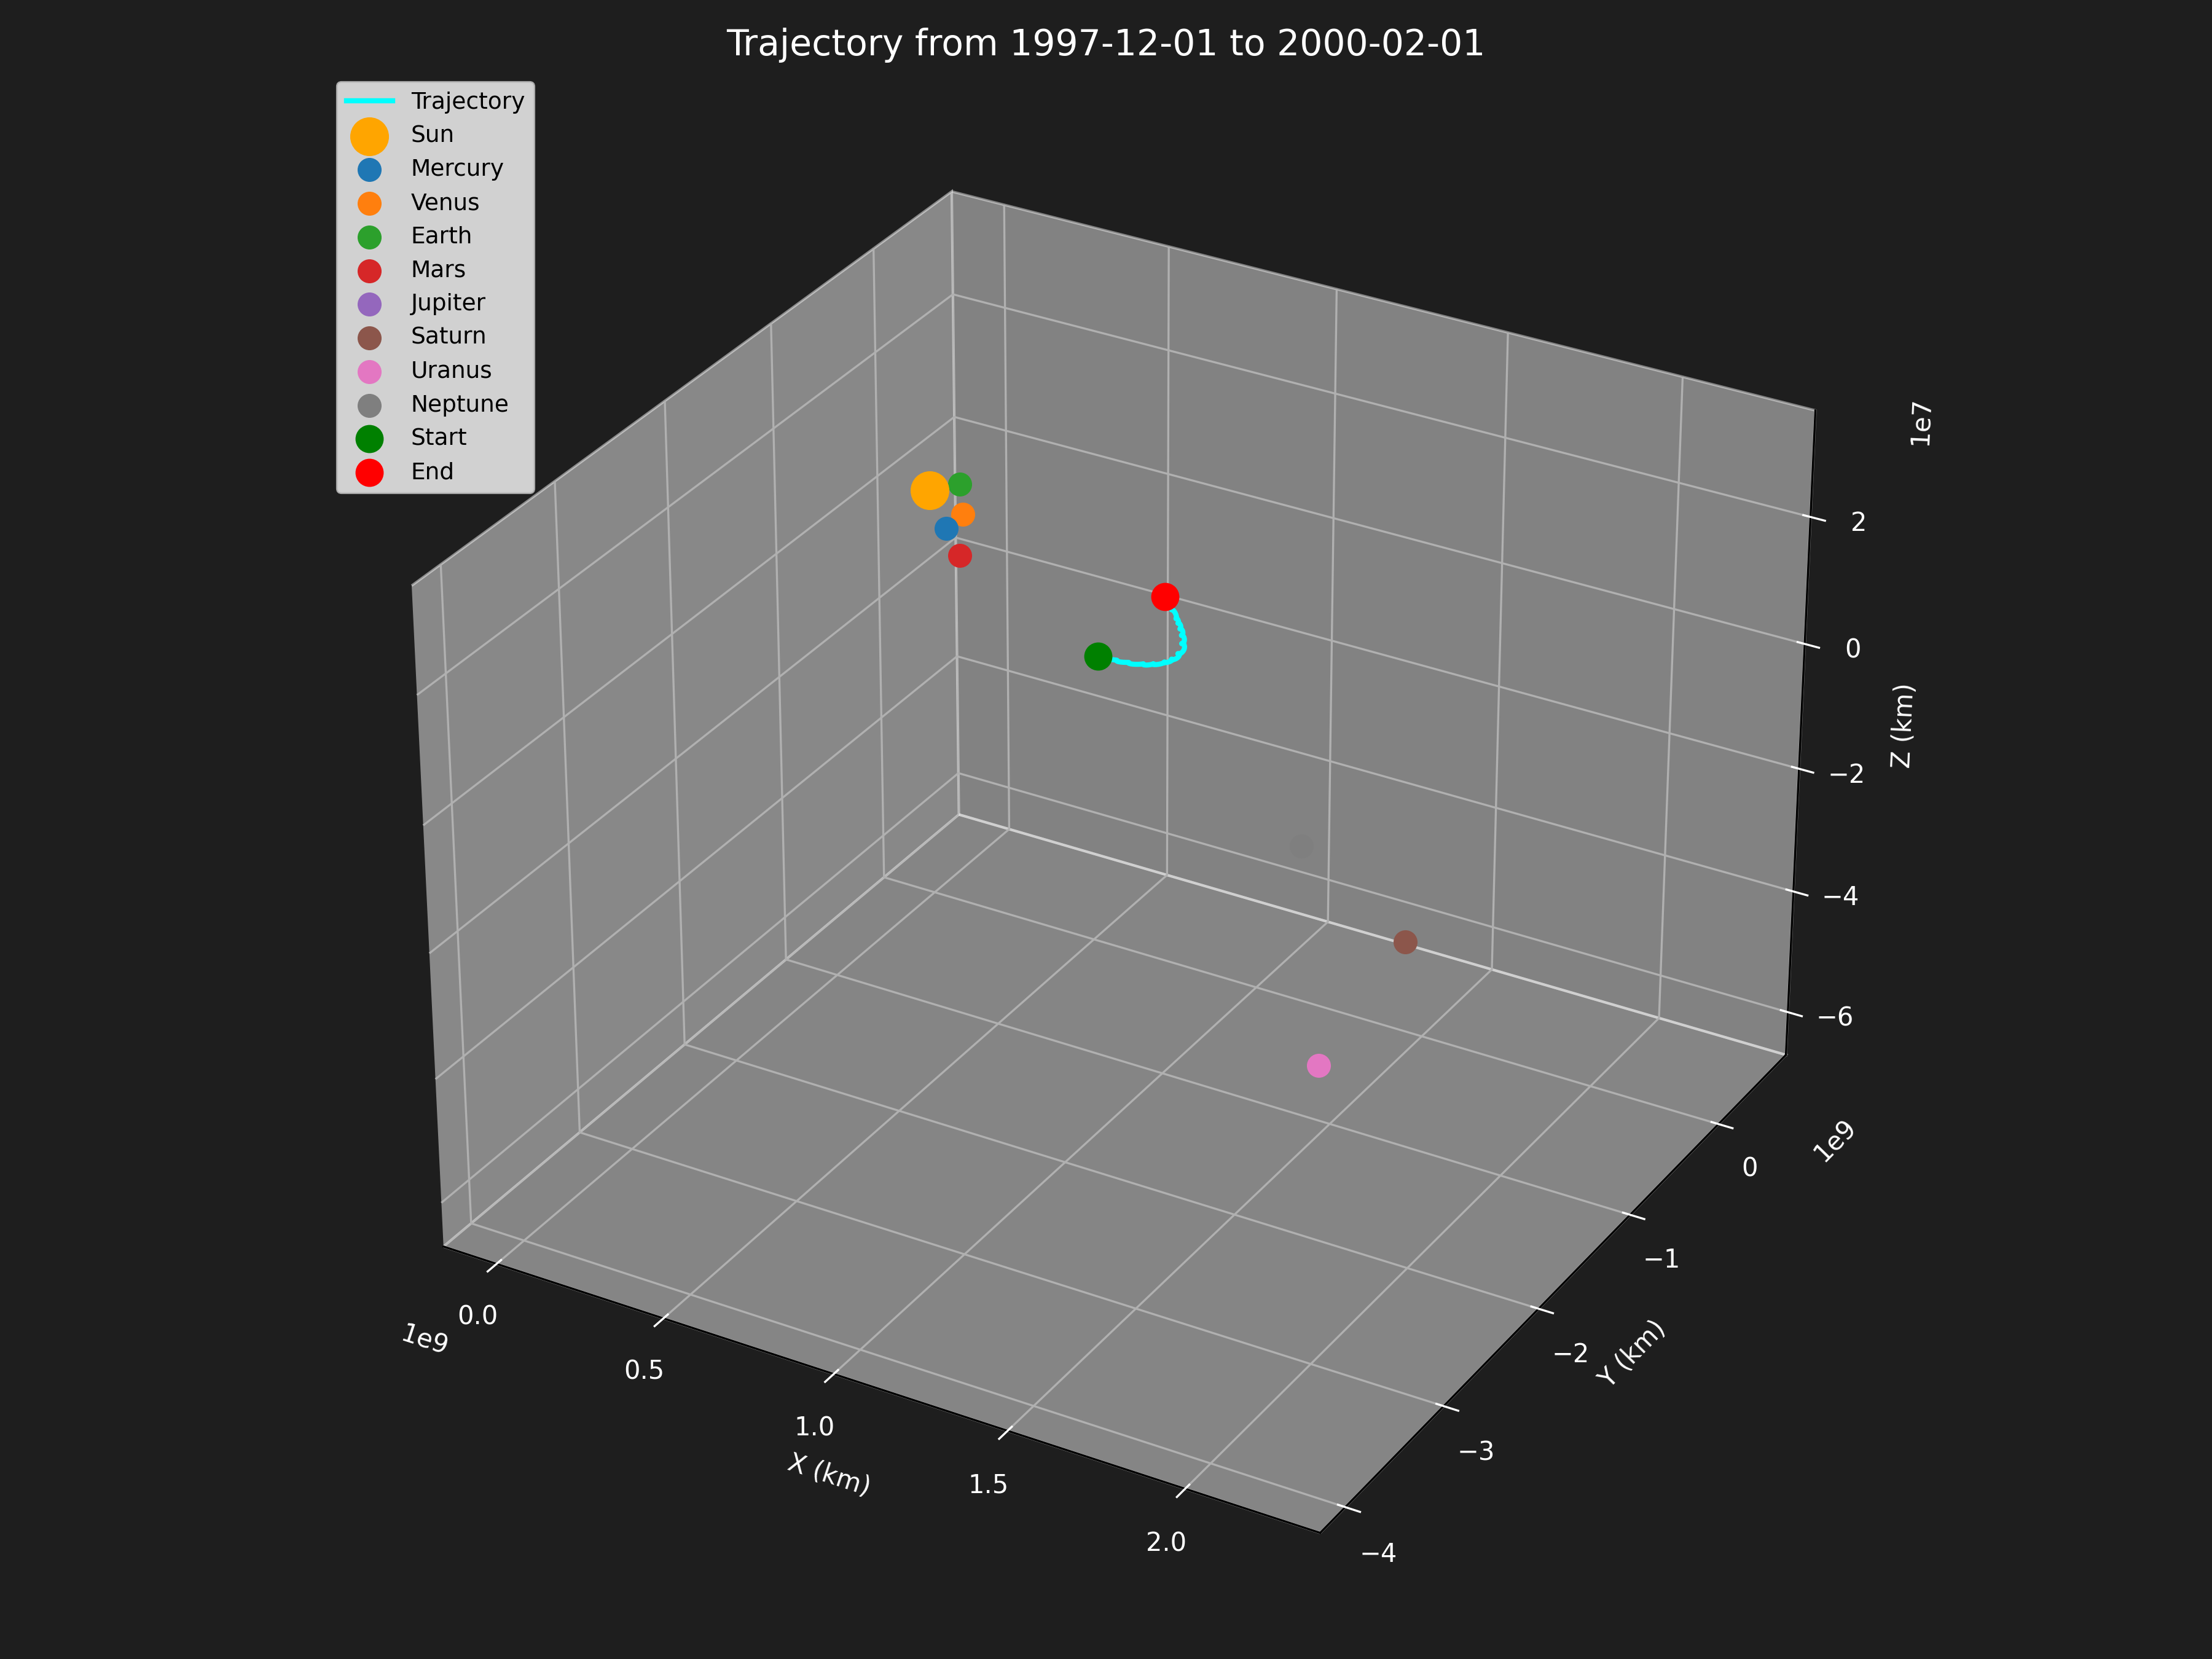 Trajectory from 1997-12-01 to 2000-02-01
Trajectory
Sun
Mercury
Venus
Earth
Mars
Jupiter
Saturn
Uranus
Neptune
Start
End
1e7
2
0
−2
−4
−6
Z (km)
1e9
0
−1
−2
−3
−4
Y (km)
1e9
0.0
0.5
1.0
1.5
2.0
X (km)